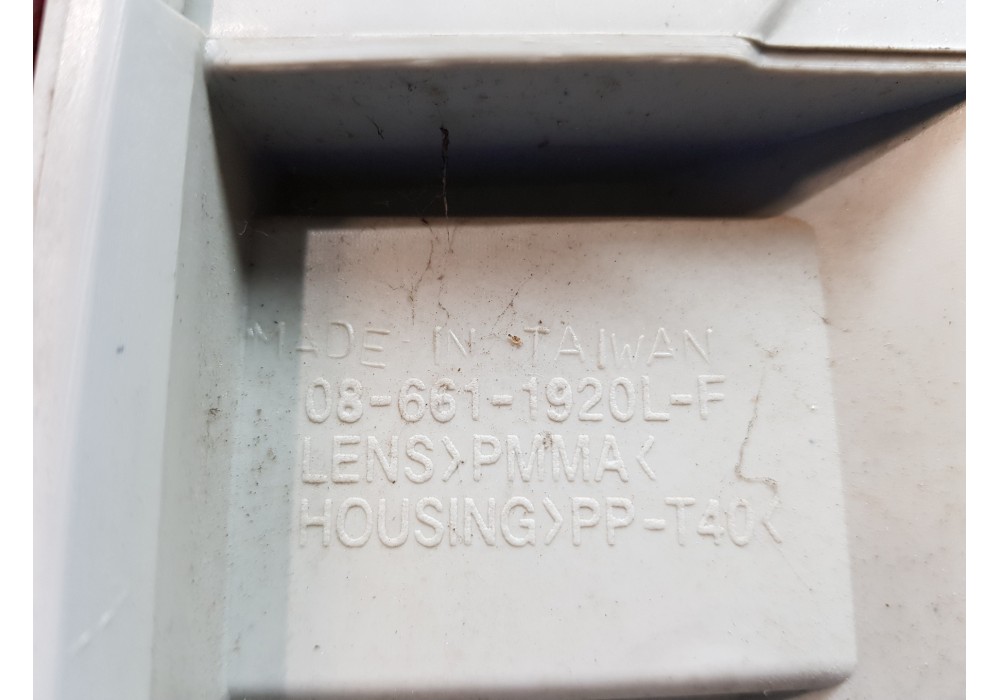 MADE IN TAIWAN
08-661-1920L-F
LENS>PMMA<
HOUSING>PP-T40<